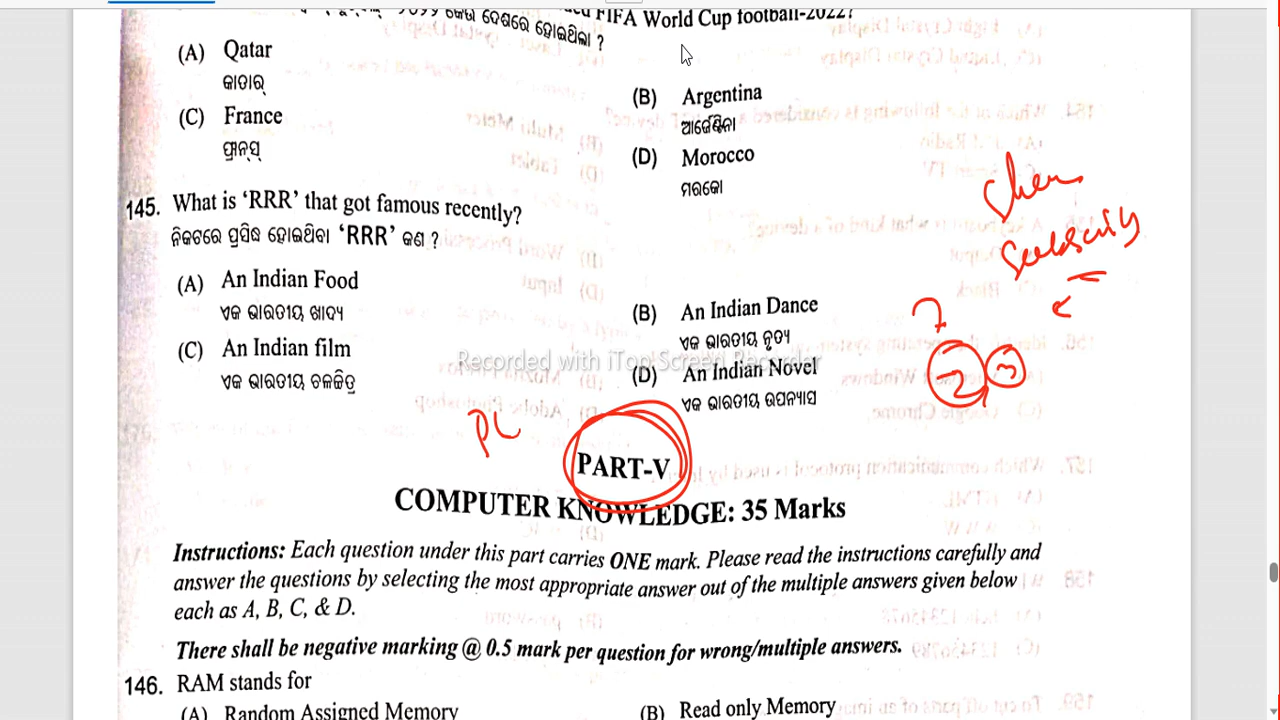 FIFA World Cup football-2022?
କେଉଁ ଦେଶରେ ହୋଇଥିଲା ?
(A) Qatar
କାତାର୍
(B) Argentina
ଆର୍ଜେଣ୍ଟିନା
(C) France
ଫ୍ରାନ୍ସ୍
(D) Morocco
ମରକୋ
145. What is ‘RRR’ that got famous recently?
ନିକଟରେ ପ୍ରସିଦ୍ଧ ହୋଇଥିବା ‘RRR’ କଣ ?
(A) An Indian Food
ଏକ ଭାରତୀୟ ଖାଦ୍ୟ
(B) An Indian Dance
ଏକ ଭାରତୀୟ ନୃତ୍ୟ
(C) An Indian film
ଏକ ଭାରତୀୟ ଚଳଚ୍ଚିତ୍ର
(D) An Indian Novel
ଏକ ଭାରତୀୟ ଉପନ୍ୟାସ
Recorded with iTop Screen Recorder
PART-V
COMPUTER KNOWLEDGE: 35 Marks
Instructions: Each question under this part carries ONE mark. Please read the instructions carefully and
answer the questions by selecting the most appropriate answer out of the multiple answers given below
each as A, B, C, & D.
There shall be negative marking @ 0.5 mark per question for wrong/multiple answers.
146. RAM stands for
(A) Random Assigned Memory
(B) Read only Memory